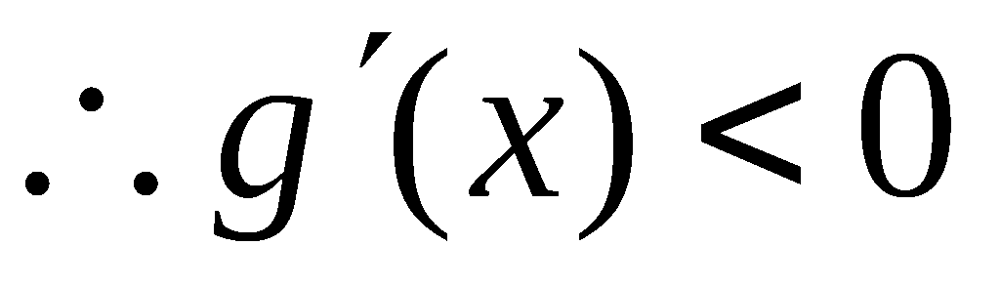 ∴g′(x) < 0